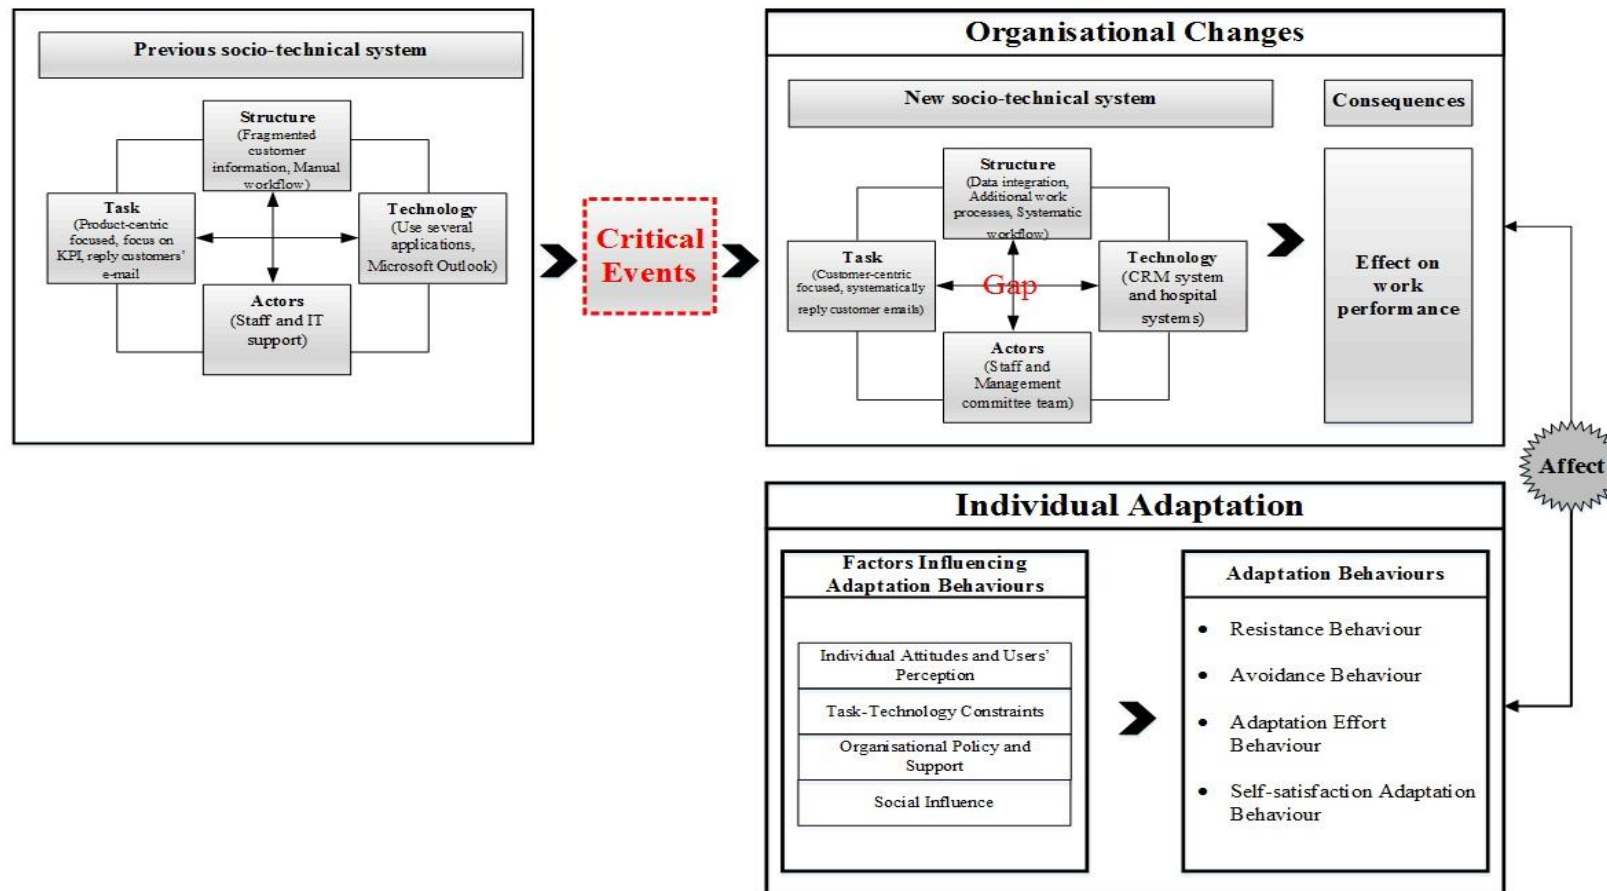 Previous socio-technical system
Structure
(Fragmented
customer
information, Manual
workflow)
Task
(Product-centric
focused, focus on
KPI, reply customers’
e-mail
Technology
(Use several
applications,
Microsoft Outlook)
Actors
(Staff and IT
support)
Critical
Events
Organisational Changes
New socio-technical system
Structure
(Data integration,
Additional work
processes, Systematic
workflow)
Task
(Customer-centric
focused, systematically
reply customer emails)
Gap
Technology
(CRM system
and hospital
systems)
Actors
(Staff and
Management
committee team)
Consequences
Effect on
work
performance
Affect
Individual Adaptation
Factors Influencing
Adaptation Behaviours
Individual Attitudes and Users’
Perception
Task-Technology Constraints
Organisational Policy and
Support
Social Influence
Adaptation Behaviours
• Resistance Behaviour
• Avoidance Behaviour
• Adaptation Effort
Behaviour
• Self-satisfaction Adaptation
Behaviour